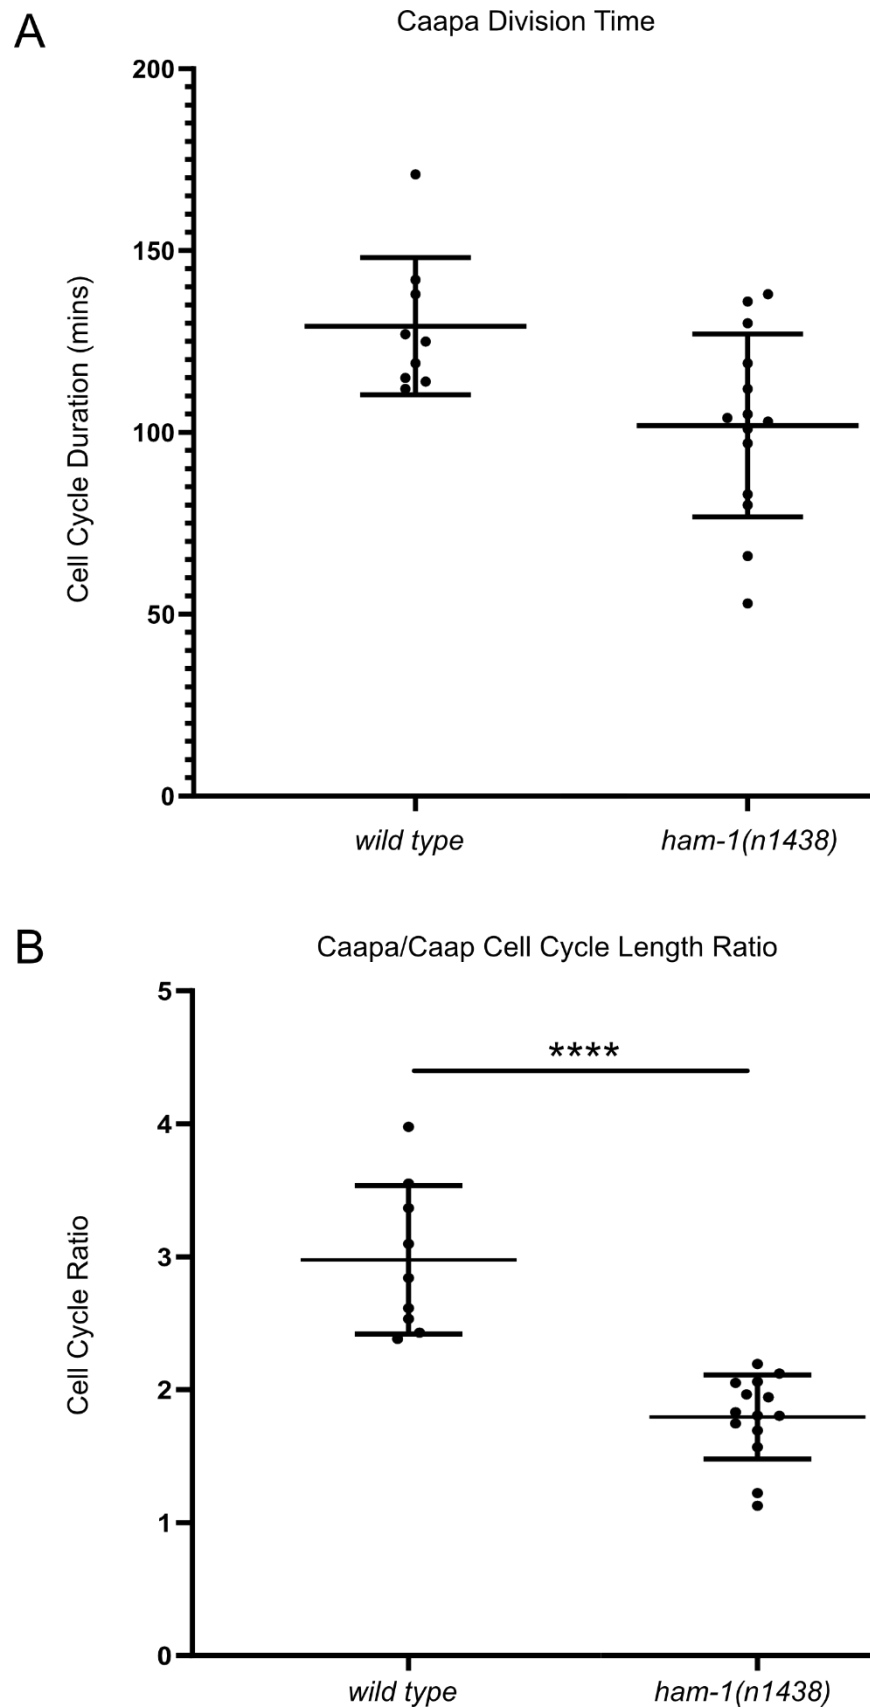 A
Caapa Division Time
200
150
100
50
0
Cell Cycle Duration (mins)
wild type
ham-1(n1438)
B
Caapa/Caap Cell Cycle Length Ratio
5
4
3
2
1
0
Cell Cycle Ratio
****
wild type
ham-1(n1438)